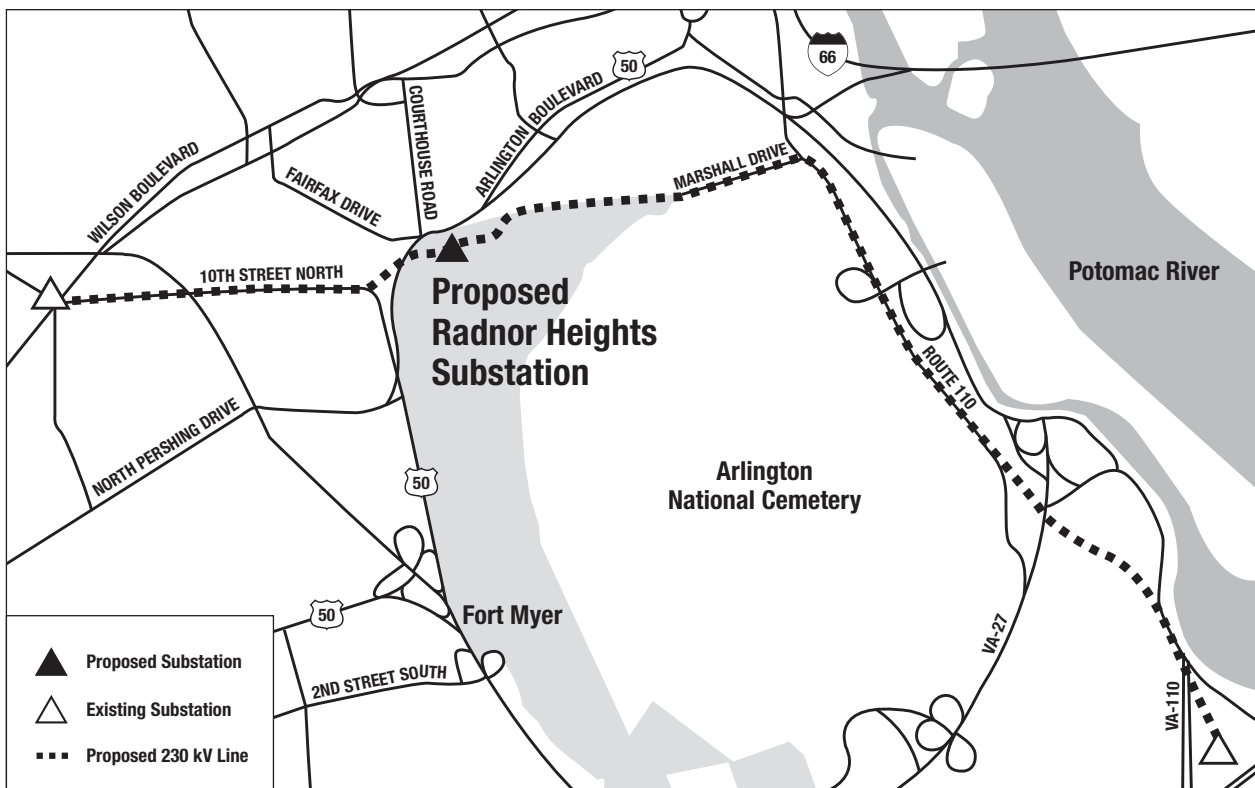 66
50
COURTHOUSE ROAD
ARLINGTON BOULEVARD
WILSON BOULEVARD
FAIRFAX DRIVE
MARSHALL DRIVE
10TH STREET NORTH
Potomac River
Proposed
Radnor Heights
Substation
ROUTE 110
NORTH PERSHING DRIVE
Arlington
National Cemetery
50
50
Fort Myer
VA-27
2ND STREET SOUTH
VA-110
Proposed Substation
Existing Substation
Proposed 230 kV Line